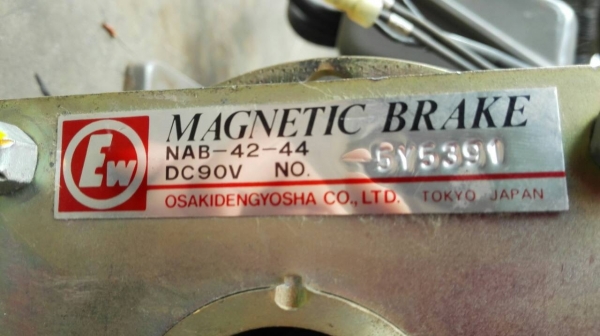 Ew
MAGNETIC BRAKE
NAB-42-44
DC90V NO. 5Y5391
OSAKIDENGYOSHA CO., LTD. TOKYO JAPAN